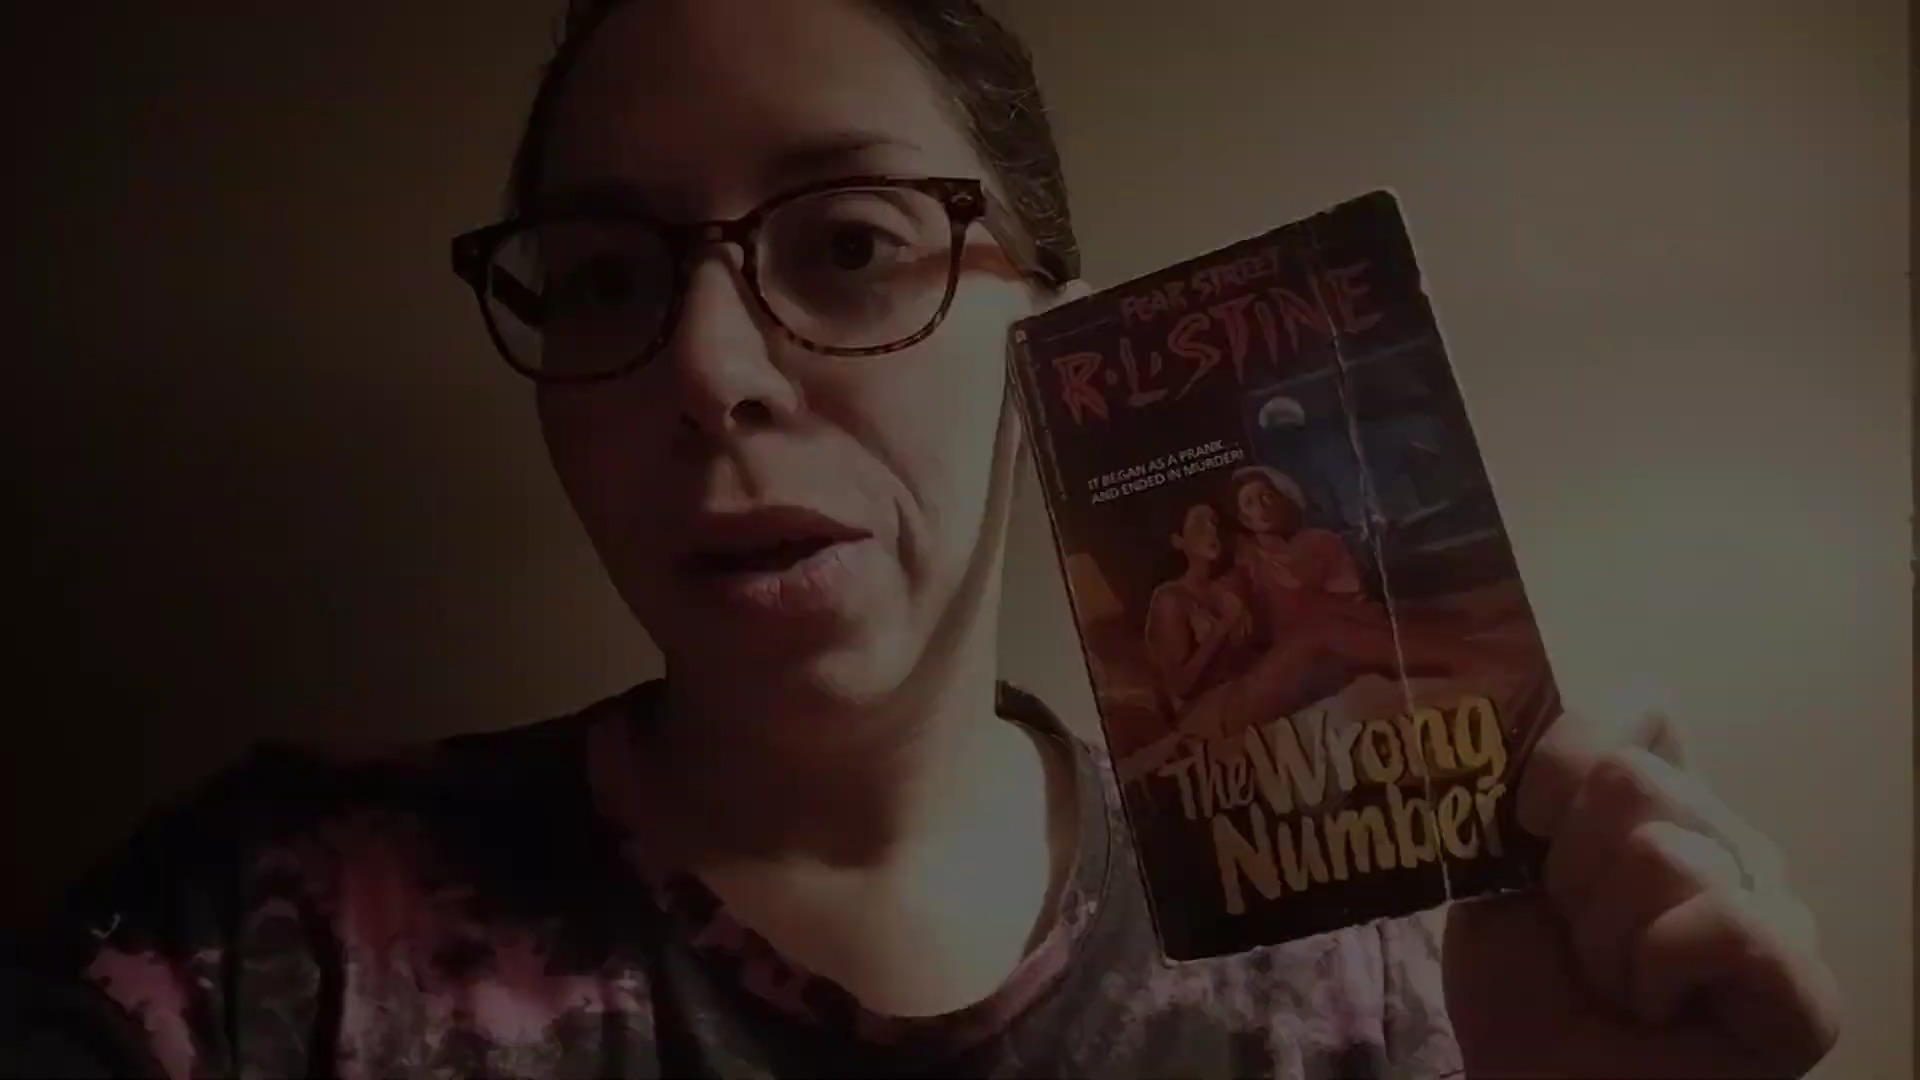 FEAR STREET
R·L·STINE
IT BEGAN AS A PRANK...
AND ENDED IN MURDER!
The Wrong
Number